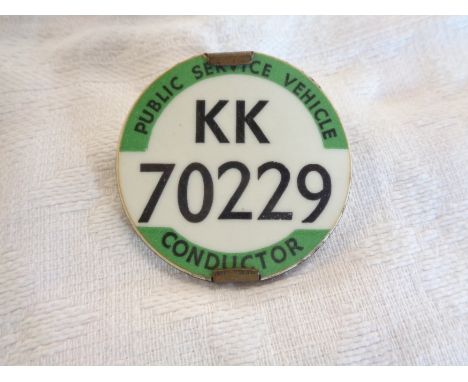 PUBLIC SERVICE VEHICLE
KK
70229
CONDUCTOR